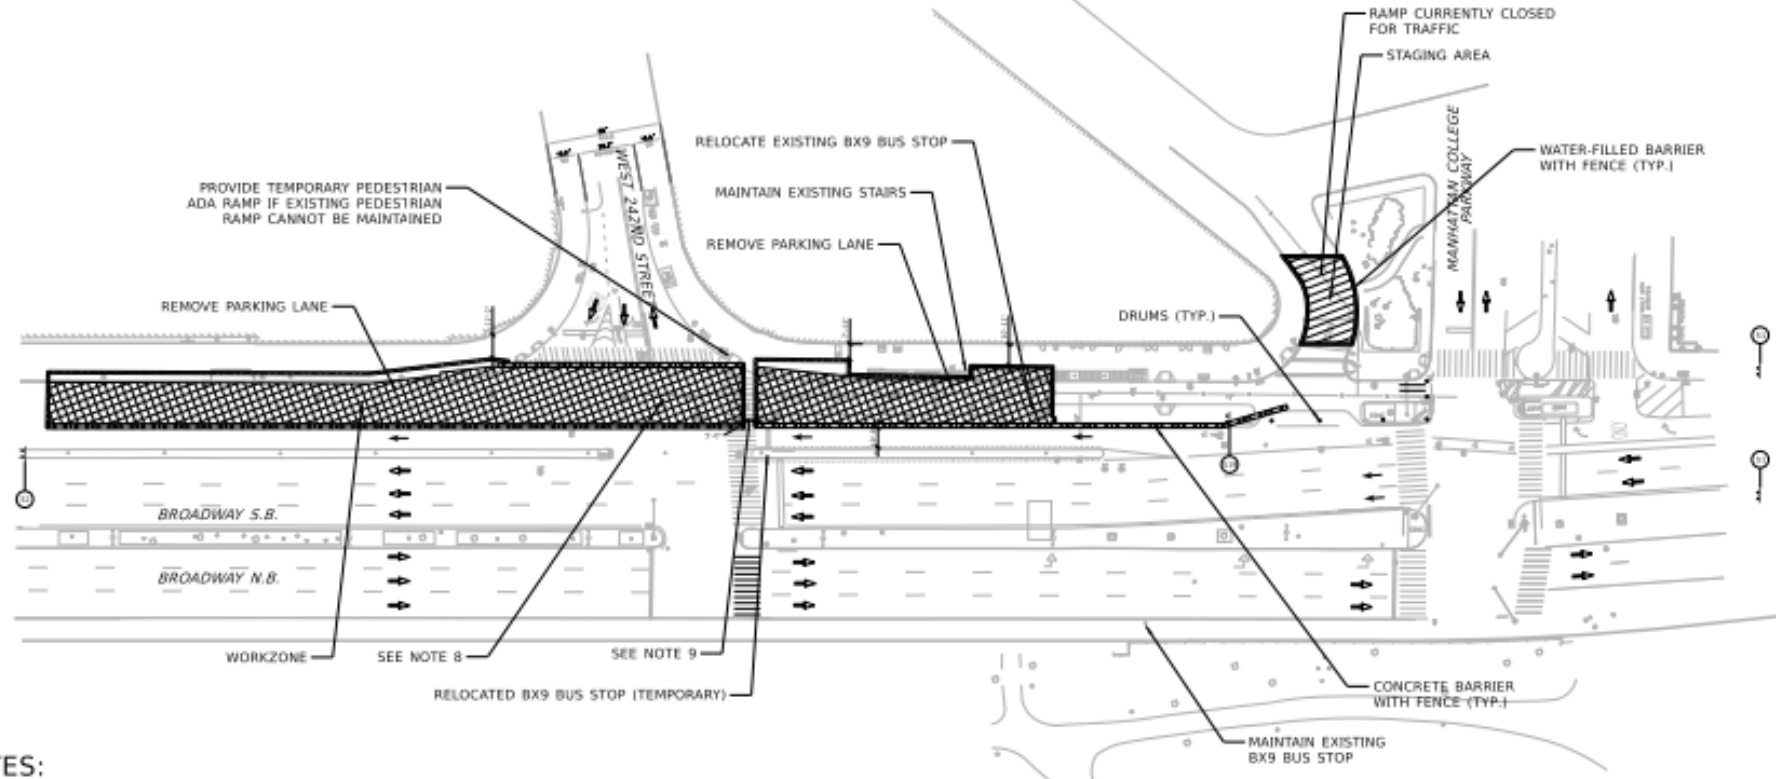 RAMP CURRENTLY CLOSED
FOR TRAFFIC
STAGING AREA
MANHATTAN COLLEGE
PARKWAY
WATER-FILLED BARRIER
WITH FENCE (TYP.)
RELOCATE EXISTING BX9 BUS STOP
MAINTAIN EXISTING STAIRS
REMOVE PARKING LANE
PROVIDE TEMPORARY PEDESTRIAN
ADA RAMP IF EXISTING PEDESTRIAN
RAMP CANNOT BE MAINTAINED
WEST 242ND STREET
REMOVE PARKING LANE
DRUMS (TYP.)
ONLY
BROADWAY S.B.
BROADWAY N.B.
WORKZONE
SEE NOTE 8
SEE NOTE 9
RELOCATED BX9 BUS STOP (TEMPORARY)
CONCRETE BARRIER
WITH FENCE (TYP.)
MAINTAIN EXISTING
BX9 BUS STOP
TES: